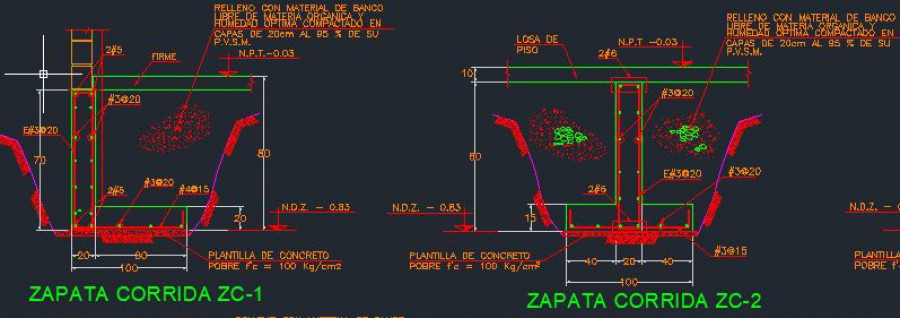 RELLENO CON MATERIAL DE BANCO
LIBRE DE MATERIA ORGANICA Y
HUMEDAD OPTIMA COMPACTADO EN
CAPAS DE 20cm AL 95 % DE SU
P.V.S.M.
2#5
FIRME
N.P.T.-0.03
#3@20
E#3@20
70
80
2#5
#3@20
#4@15
20
N.D.Z. - 0.83
20
80
100
PLANTILLA DE CONCRETO
POBRE f'c = 100 Kg/cm2
ZAPATA CORRIDA ZC-1
RELLENO CON MATERIAL DE BANCO
LIBRE DE MATERIA ORGANICA Y
HUMEDAD OPTIMA COMPACTADO EN
CAPAS DE 20cm AL 95 % DE SU
P.V.S.M.
LOSA DE
PISO
2#6
N.P.T -0.03
10
#3@20
2#6
E#3@20
#3@20
N.D.Z. - 0.83
15
#3@15
PLANTILLA DE CONCRETO
POBRE f'c = 100 Kg/cm2
40
20
40
100
ZAPATA CORRIDA ZC-2
N.D.Z. -
POBRE f'